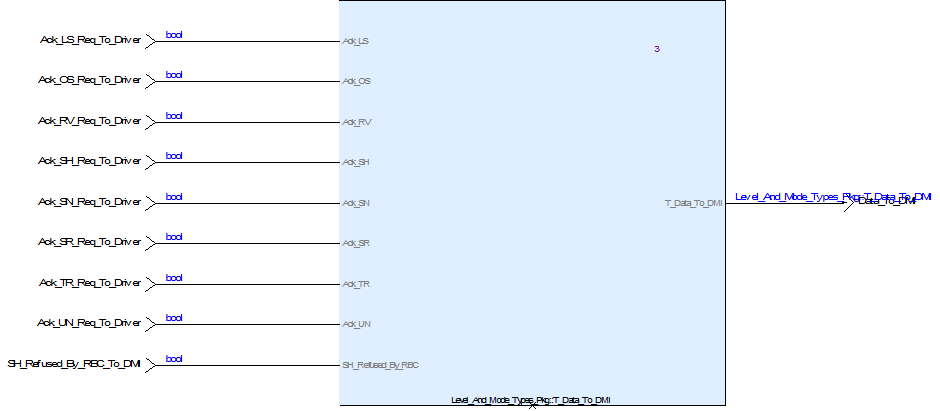 Ack_LS_Req_To_Driver bool Ack_LS
3
Ack_OS_Req_To_Driver bool Ack_OS
Ack_RV_Req_To_Driver bool Ack_RV
Ack_SH_Req_To_Driver bool Ack_SH
Ack_SN_Req_To_Driver bool Ack_SN
T_Data_To_DMI Level_And_Mode_Types_Pkg::T_Data_To_DMI
Data_To_DMI
Ack_SR_Req_To_Driver bool Ack_SR
Ack_TR_Req_To_Driver bool Ack_TR
Ack_UN_Req_To_Driver bool Ack_UN
SH_Refused_By_RBC_To_DMI bool SH_Refused_By_RBC
Level_And_Mode_Types_Pkg::T_Data_To_DMI